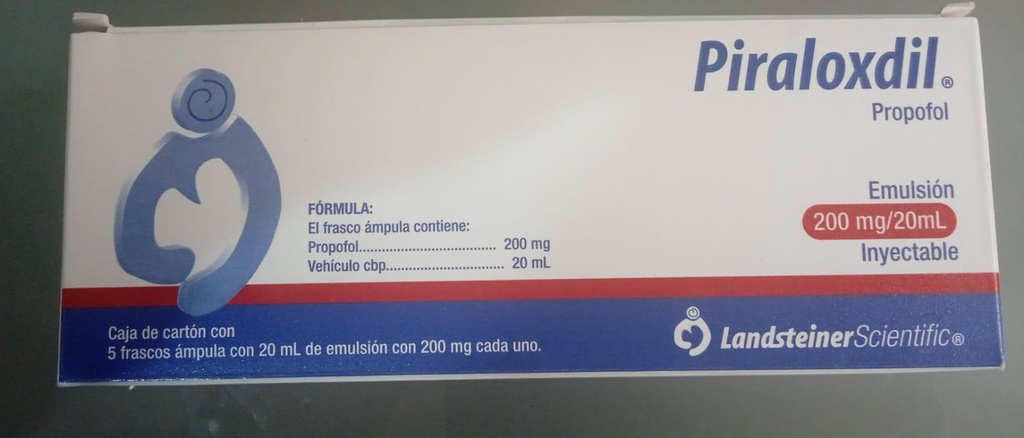 Piraloxdil®
Propofol
Emulsión
200 mg/20mL
Inyectable
FÓRMULA:
El frasco ámpula contiene:
Propofol.................................... 200 mg
Vehículo cbp............................... 20 mL
Caja de cartón con
5 frascos ámpula con 20 mL de emulsión con 200 mg cada uno.
LandsteinerScientific®